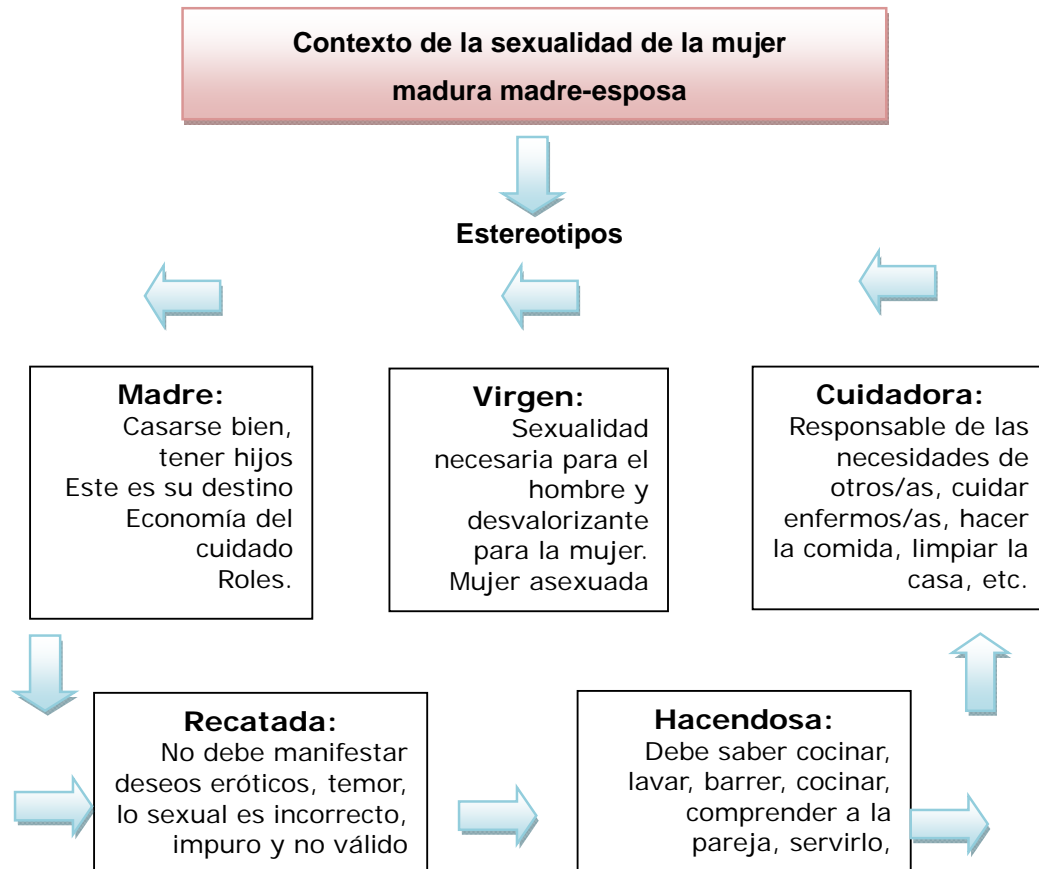 Contexto de la sexualidad de la mujer
madura madre-esposa
Estereotipos
Madre:
Casarse bien,
tener hijos
Este es su destino
Economía del
cuidado
Roles.
Virgen:
Sexualidad
necesaria para el
hombre y
desvalorizante
para la mujer.
Mujer asexuada
Cuidadora:
Responsable de las
necesidades de
otros/as, cuidar
enfermos/as, hacer
la comida, limpiar la
casa, etc.
Recatada:
No debe manifestar
deseos eróticos, temor,
lo sexual es incorrecto,
impuro y no válido
Hacendosa:
Debe saber cocinar,
lavar, barrer, cocinar,
comprender a la
pareja, servirlo,